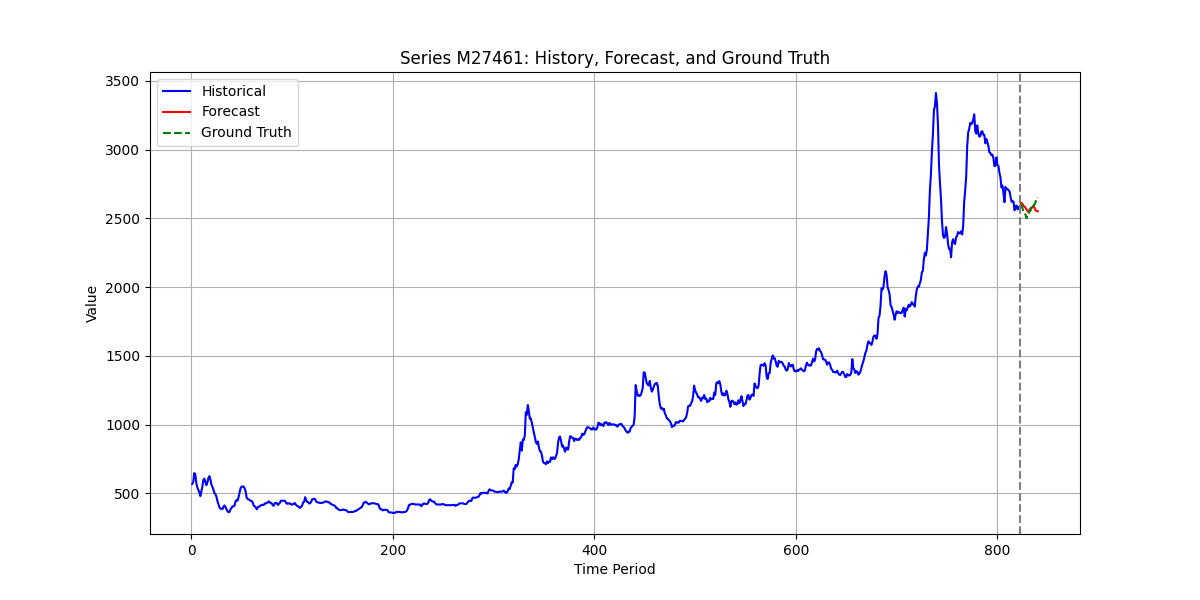 Series M27461: History, Forecast, and Ground Truth
Historical
Forecast
Ground Truth
3500
3000
2500
2000
1500
1000
500
Value
0 200 400 600 800
Time Period